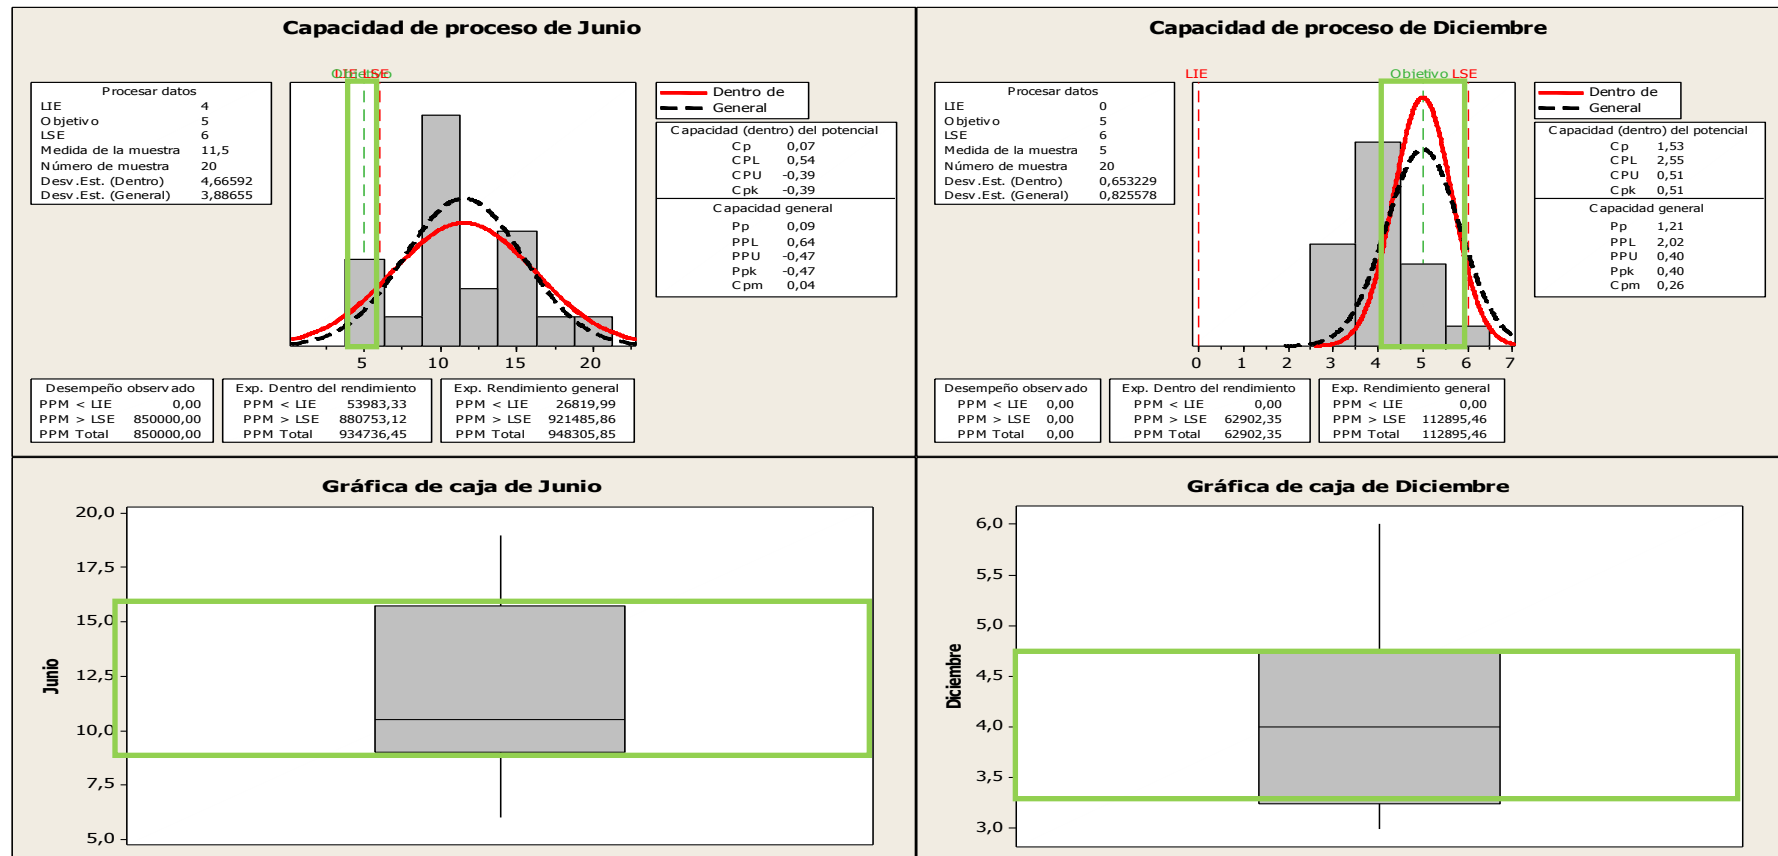 Capacidad de proceso de Junio
LIE Objetivo LSE
Procesar datos
LIE 4
Objetivo 5
LSE 6
Medida de la muestra 11,5
Número de muestra 20
Desv.Est. (Dentro) 4,66592
Desv.Est. (General) 3,88655
Dentro de
General
Capacidad (dentro) del potencial
Cp 0,07
CPL 0,54
CPU -0,39
Cpk -0,39
Capacidad general
Pp 0,09
PPL 0,64
PPU -0,47
Ppk -0,47
Cpm 0,04
5 10 15 20
Desempeño observado
PPM < LIE 0,00
PPM > LSE 850000,00
PPM Total 850000,00
Exp. Dentro del rendimiento
PPM < LIE 53983,33
PPM > LSE 880753,12
PPM Total 934736,45
Exp. Rendimiento general
PPM < LIE 26819,99
PPM > LSE 921485,86
PPM Total 948305,85
Capacidad de proceso de Diciembre
LIE Objetivo LSE
Procesar datos
LIE 0
Objetivo 5
LSE 6
Medida de la muestra 5
Número de muestra 20
Desv.Est. (Dentro) 0,653229
Desv.Est. (General) 0,825578
Dentro de
General
Capacidad (dentro) del potencial
Cp 1,53
CPL 2,55
CPU 0,51
Cpk 0,51
Capacidad general
Pp 1,21
PPL 2,02
PPU 0,40
Ppk 0,40
Cpm 0,26
0 1 2 3 4 5 6 7
Desempeño observado
PPM < LIE 0,00
PPM > LSE 0,00
PPM Total 0,00
Exp. Dentro del rendimiento
PPM < LIE 0,00
PPM > LSE 62902,35
PPM Total 62902,35
Exp. Rendimiento general
PPM < LIE 0,00
PPM > LSE 112895,46
PPM Total 112895,46
Gráfica de caja de Junio
20,0
17,5
15,0
12,5
10,0
7,5
5,0
Junio
Gráfica de caja de Diciembre
6,0
5,5
5,0
4,5
4,0
3,5
3,0
Diciembre